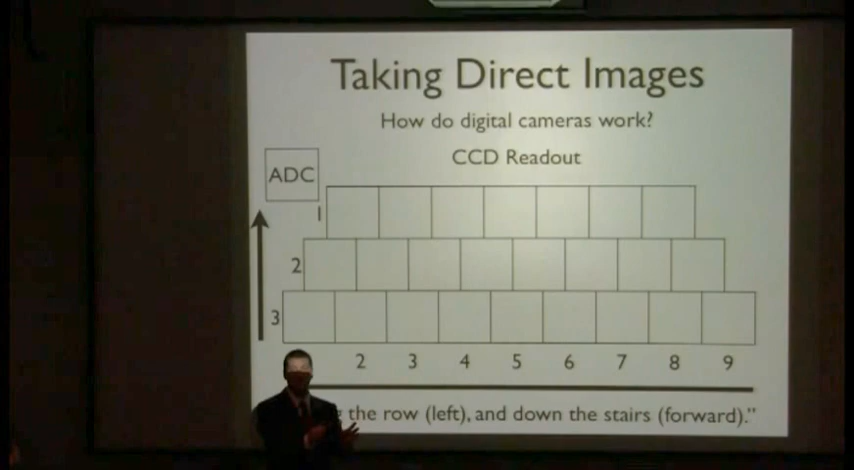 Taking Direct Images
How do digital cameras work?
CCD Readout
ADC
1
2
3
2 3 4 5 6 7 8 9
the row (left), and down the stairs (forward)."